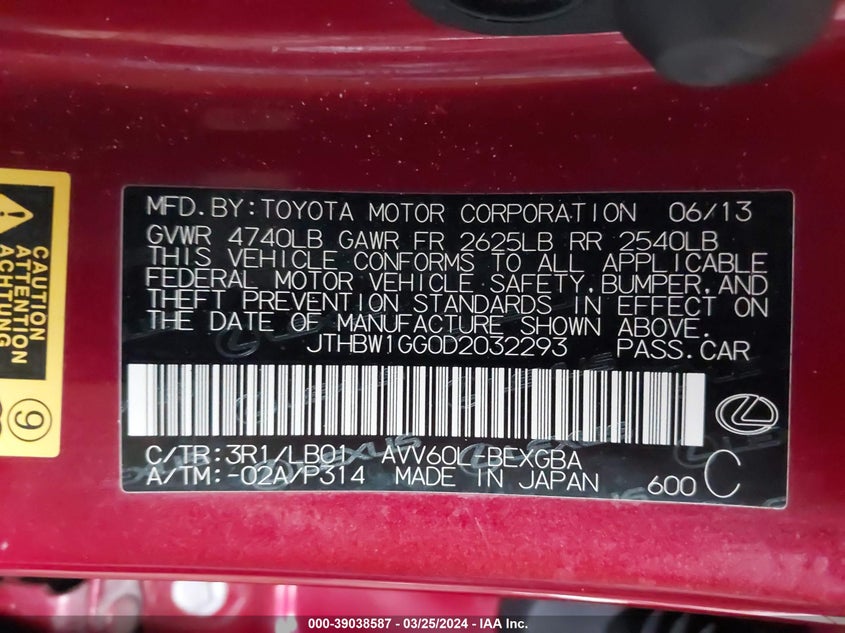 MFD.BY:TOYOTA MOTOR CORPORATION 06/13
GVWR 4740LB GAWR FR 2625LB RR 2540LB
THIS VEHICLE CONFORMS TO ALL APPLICABLE
FEDERAL MOTOR VEHICLE SAFETY,BUMPER,AND
THEFT PREVENTION STANDARDS IN EFFECT ON
THE DATE OF MANUFACTURE SHOWN ABOVE.
JTHBW1GG0D2032293 PASS.CAR
C/TR:3R1/LB01 AVV60L-BEXGBA
A/TM:-02A/P314 MADE IN JAPAN 600 C
LEXUS
CAUTION
ATTENTION
ACHTUNG
9
000-39038587 - 03/25/2024 - IAA Inc.